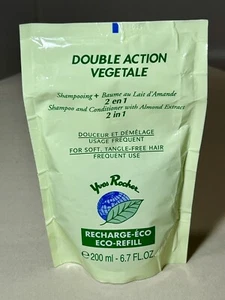 DOUBLE ACTION
VEGETALE
Shampooing + Baume au Lait d'Amande
2 en 1
Shampoo and Conditioner with Almond Extract
2 in 1
DOUCEUR ET DÉMÊLAGE
USAGE FREQUENT
FOR SOFT, TANGLE-FREE HAIR
FREQUENT USE
Yves Rocher
RECHARGE-ÉCO
ECO-REFILL
℮ 200 ml - 6.7 FL.OZ.